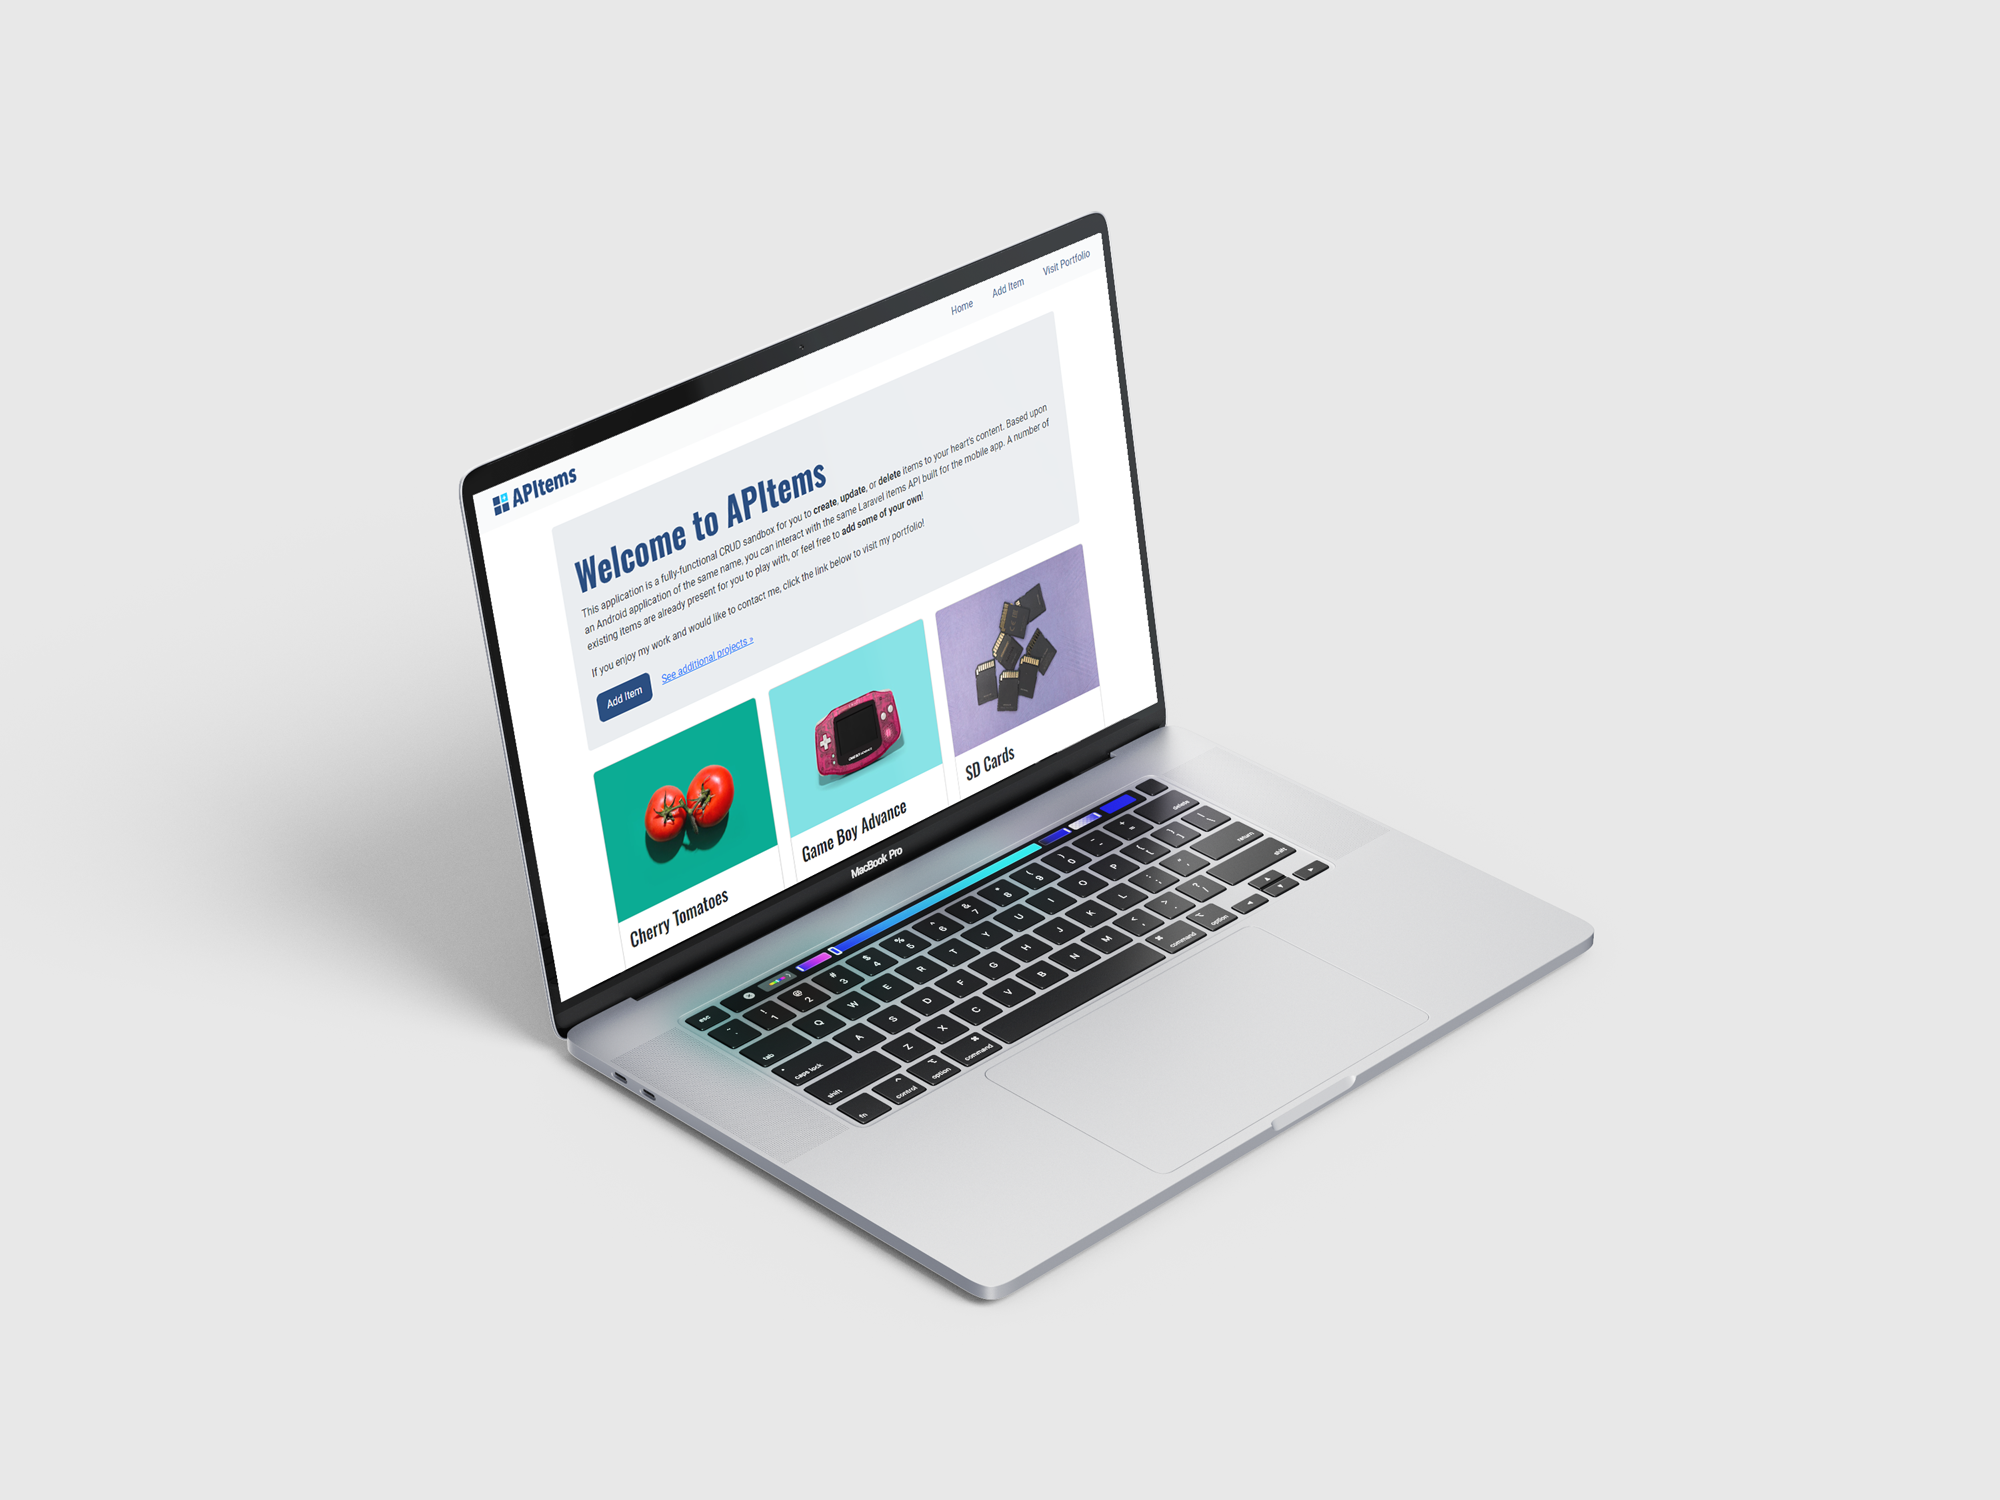 APItems
Home
Add Item
Visit Portfolio
Welcome to APItems
This application is a fully-functional CRUD sandbox for you to create, update, or delete items to your heart's content. Based upon
an Android application of the same name, you can interact with the same Laravel items API built for the mobile app. A number of
existing items are already present for you to play with, or feel free to add some of your own!
If you enjoy my work and would like to contact me, click the link below to visit my portfolio!
Add Item
See additional projects »
Cherry Tomatoes
Game Boy Advance
SD Cards
MacBook Pro
esc
! 1
@ 2
# 3
$ 4
% 5
^ 6
& 7
* 8
( 9
) 0
_ -
+ =
delete
tab
Q W E R T Y U I O P { [ } ] | \
caps lock
A S D F G H J K L : ; " '
return
shift
Z X C V B N M < , > . ? /
shift
fn
control
option
command
command
option